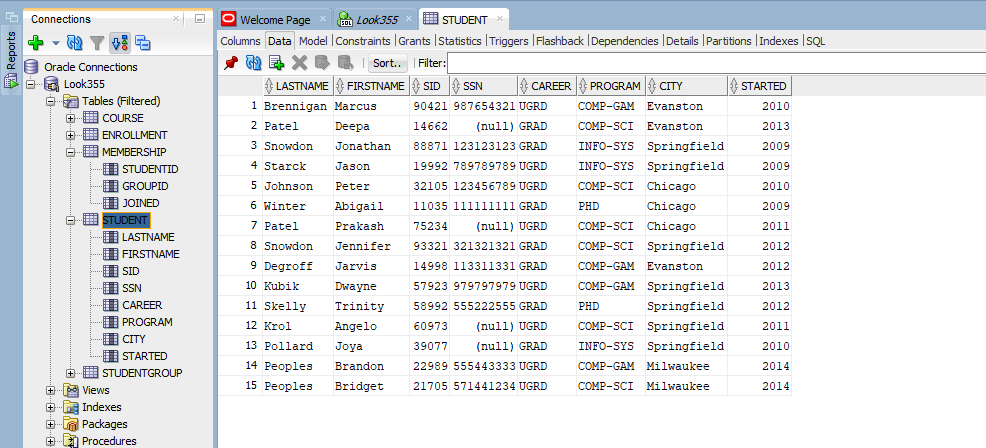 Reports
Connections
Oracle Connections
Look355
Tables (Filtered)
COURSE
ENROLLMENT
MEMBERSHIP
STUDENTID
GROUPID
JOINED
STUDENT
LASTNAME
FIRSTNAME
SID
SSN
CAREER
PROGRAM
CITY
STARTED
STUDENTGROUP
Views
Indexes
Packages
Procedures
Welcome Page Look355 STUDENT
Columns Data Model Constraints Grants Statistics Triggers Flashback Dependencies Details Partitions Indexes SQL
Sort.. Filter:
LASTNAME FIRSTNAME SID SSN CAREER PROGRAM CITY STARTED
1 Brennigan Marcus 90421 987654321 UGRD COMP-GAM Evanston 2010
2 Patel Deepa 14662 (null) GRAD COMP-SCI Evanston 2013
3 Snowdon Jonathan 88871 123123123 GRAD INFO-SYS Springfield 2009
4 Starck Jason 19992 789789789 UGRD INFO-SYS Springfield 2009
5 Johnson Peter 32105 123456789 UGRD COMP-SCI Chicago 2010
6 Winter Abigail 11035 111111111 GRAD PHD Chicago 2009
7 Patel Prakash 75234 (null) UGRD COMP-SCI Chicago 2011
8 Snowdon Jennifer 93321 321321321 GRAD COMP-SCI Springfield 2012
9 Degroff Jarvis 14998 113311331 GRAD COMP-GAM Evanston 2012
10 Kubik Dwayne 57923 979797979 UGRD COMP-GAM Springfield 2013
11 Skelly Trinity 58992 555222555 GRAD PHD Springfield 2012
12 Krol Angelo 60973 (null) UGRD COMP-SCI Springfield 2011
13 Pollard Joya 39077 (null) GRAD INFO-SYS Springfield 2010
14 Peoples Brandon 22989 555443333 UGRD COMP-GAM Milwaukee 2014
15 Peoples Bridget 21705 571441234 UGRD COMP-SCI Milwaukee 2014